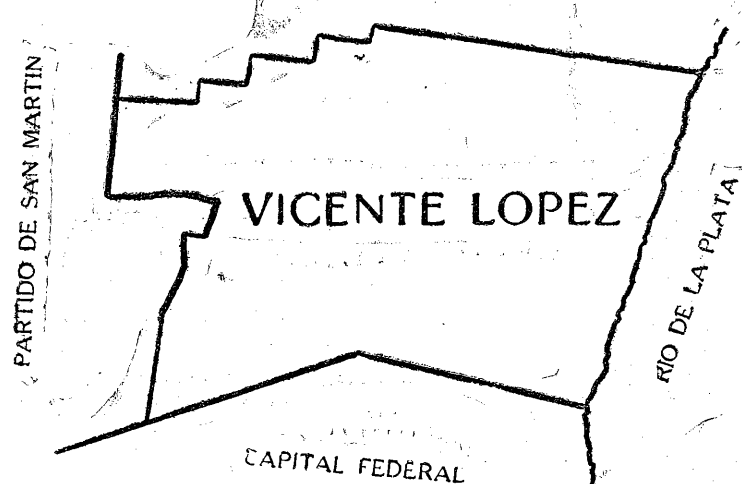 PARTIDO DE SAN MARTIN
VICENTE LOPEZ
RIO DE LA PLATA
CAPITAL FEDERAL